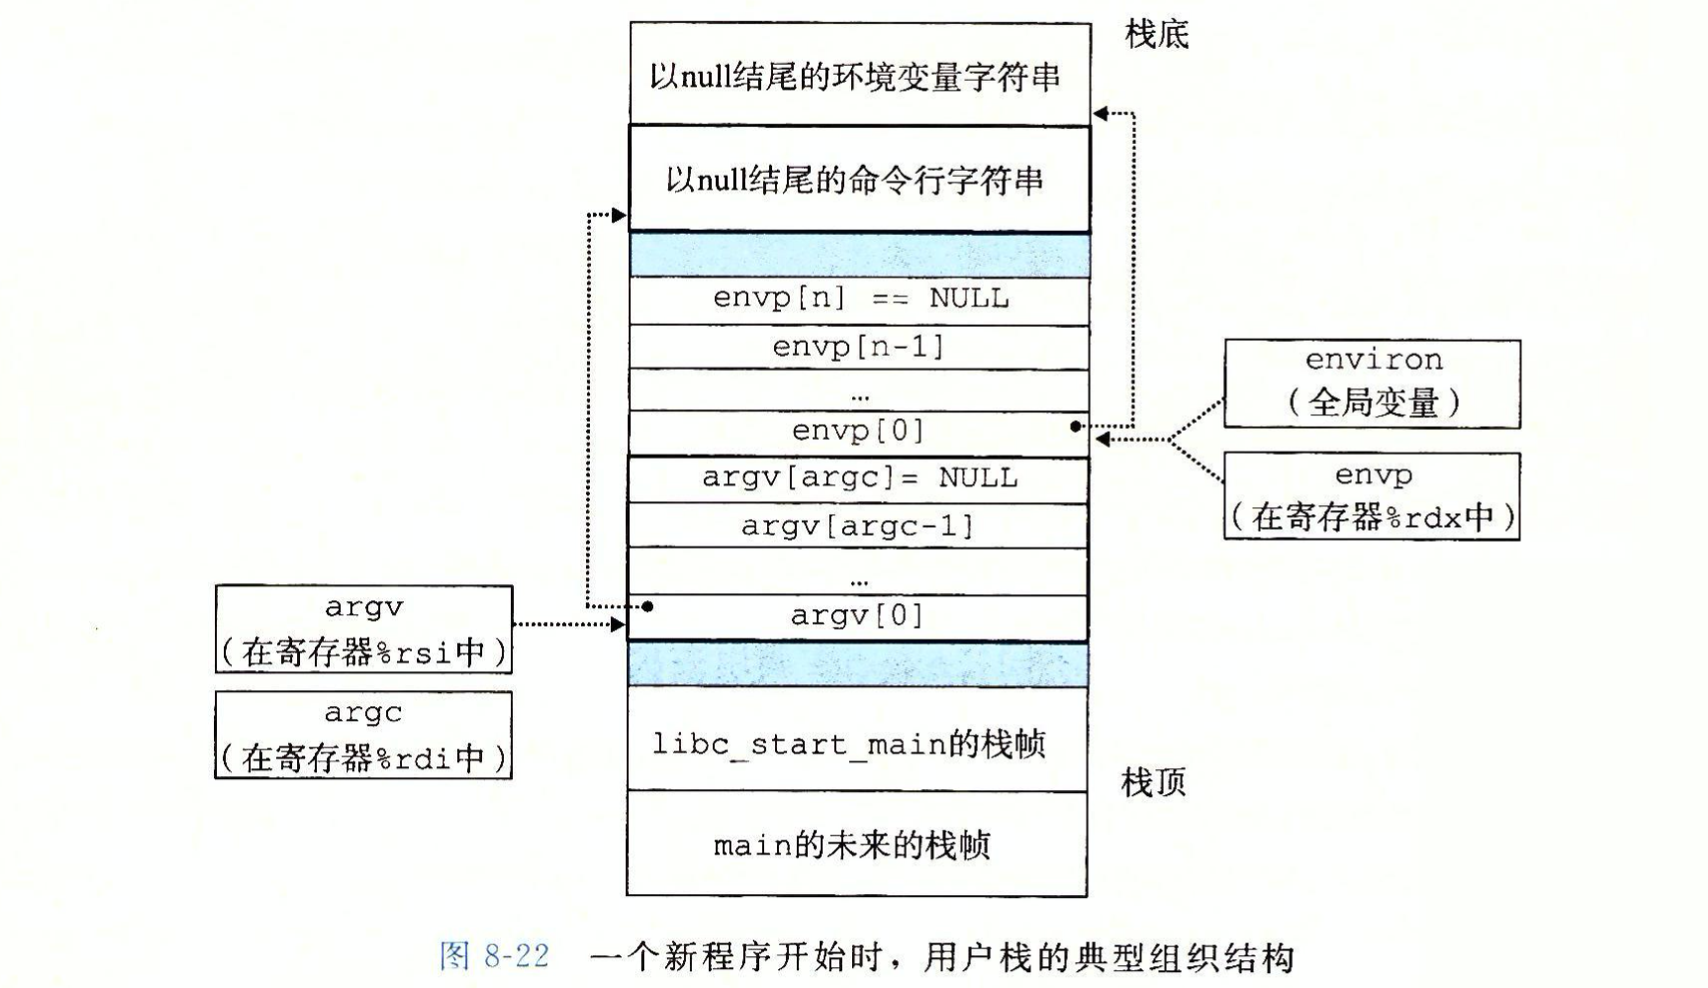 栈底
以null结尾的环境变量字符串
以null结尾的命令行字符串
envp[n] == NULL
envp[n-1]
...
envp[0]
environ
(全局变量)
argv[argc]= NULL
envp
(在寄存器%rdx中)
argv[argc-1]
...
argv[0]
argv
(在寄存器%rsi中)
argc
(在寄存器%rdi中)
libc_start_main的栈帧
栈顶
main的未来的栈帧
图 8-22 一个新程序开始时，用户栈的典型组织结构